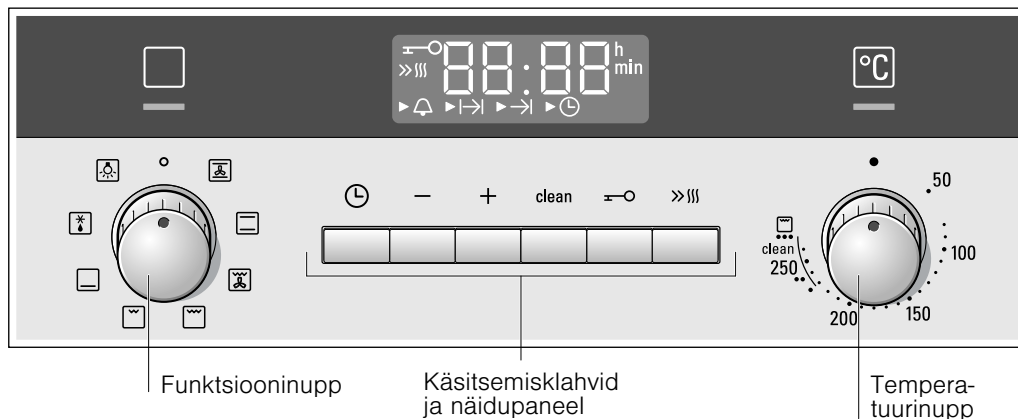 88:88 h
min
°C
clean
50
100
150
200
250
clean
Funktsiooninupp
Käsitsemisklahvid
ja näidupaneel
Tempera-
tuurinupp